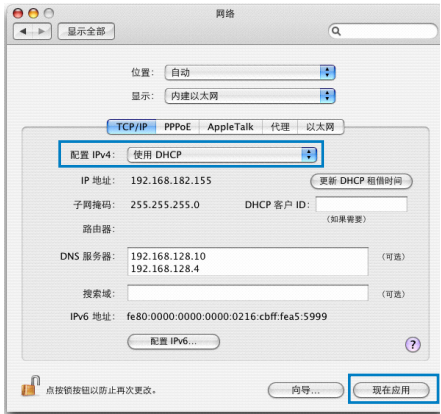 网络
显示全部
位置: 自动
显示: 内建以太网
TCP/IP PPPoE AppleTalk 代理 以太网
配置 IPv4: 使用 DHCP
IP 地址: 192.168.182.155 更新 DHCP 租借时间
子网掩码: 255.255.255.0 DHCP 客户 ID:
(如果需要)
路由器:
DNS 服务器: 192.168.128.10 (可选)
192.168.128.4
搜索域: (可选)
IPv6 地址: fe80:0000:0000:0000:0216:cbff:fea5:5999
配置 IPv6... ?
点按锁按钮以防止再次更改。 向导... 现在应用